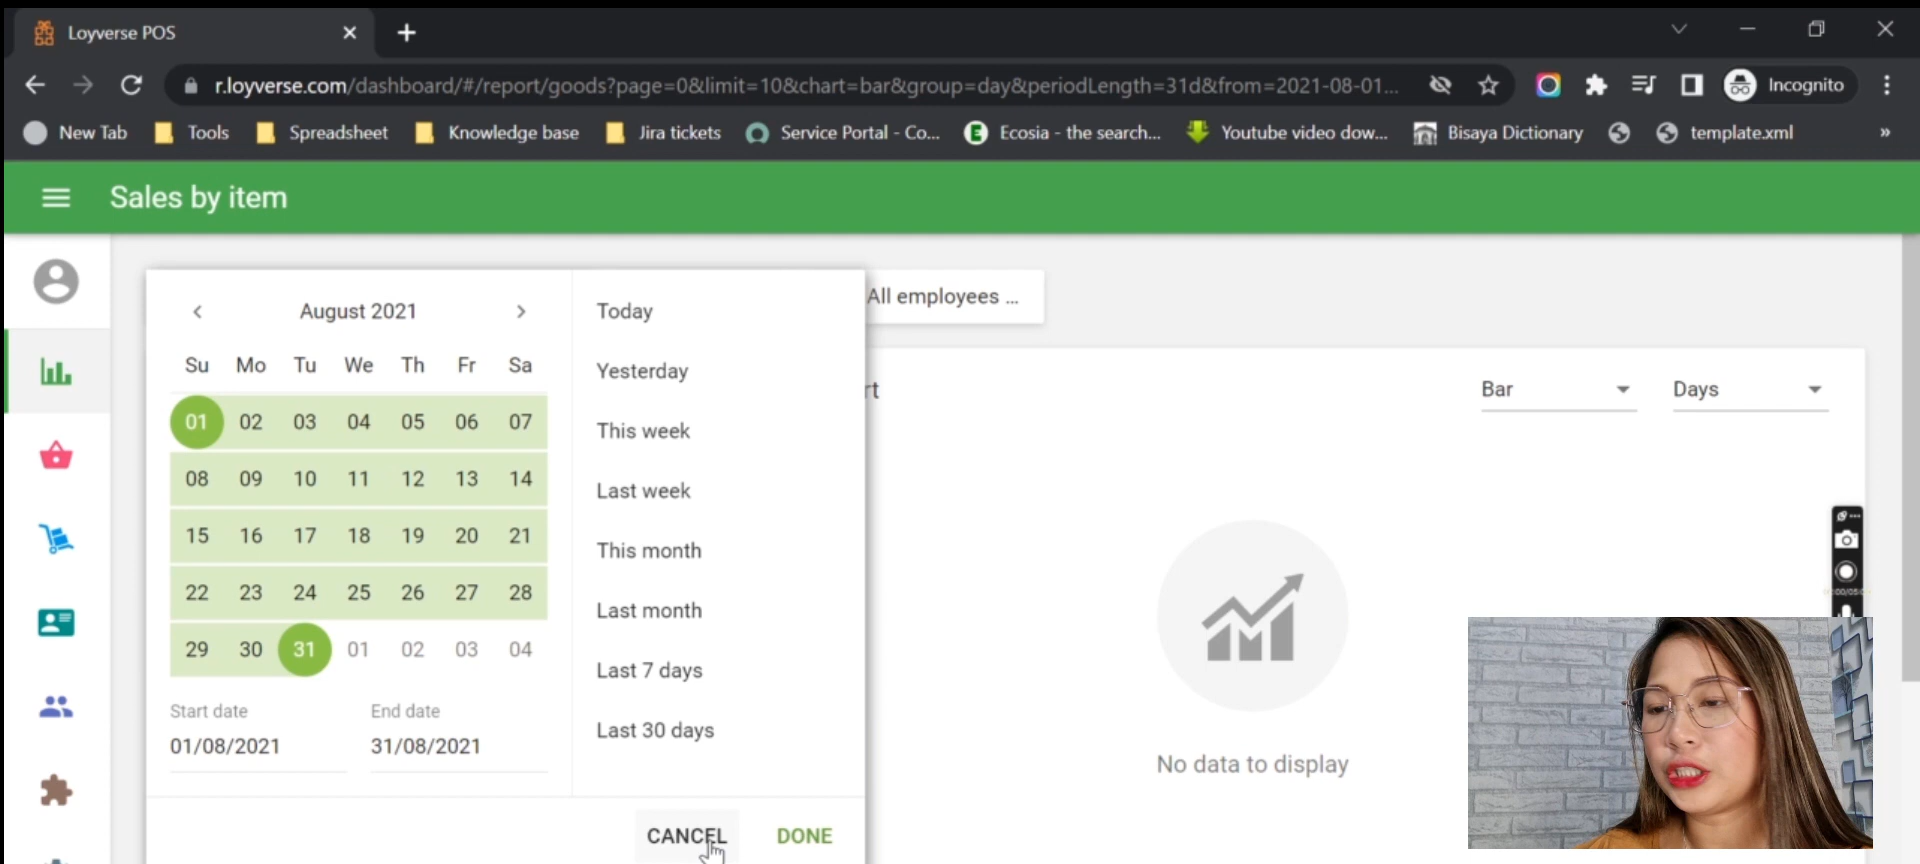 Loyverse POS
r.loyverse.com/dashboard/#/report/goods?page=0&limit=10&chart=bar&group=day&periodLength=31d&from=2021-08-01...
Incognito
New Tab Tools Spreadsheet Knowledge base Jira tickets Service Portal - Co... Ecosia - the search... Youtube video dow... Bisaya Dictionary template.xml »
Sales by item
All employees ...
August 2021
Su Mo Tu We Th Fr Sa
01 02 03 04 05 06 07
08 09 10 11 12 13 14
15 16 17 18 19 20 21
22 23 24 25 26 27 28
29 30 31 01 02 03 04
Start date End date
01/08/2021 31/08/2021
Today
Yesterday
This week
Last week
This month
Last month
Last 7 days
Last 30 days
CANCEL DONE
rt
Bar Days
No data to display